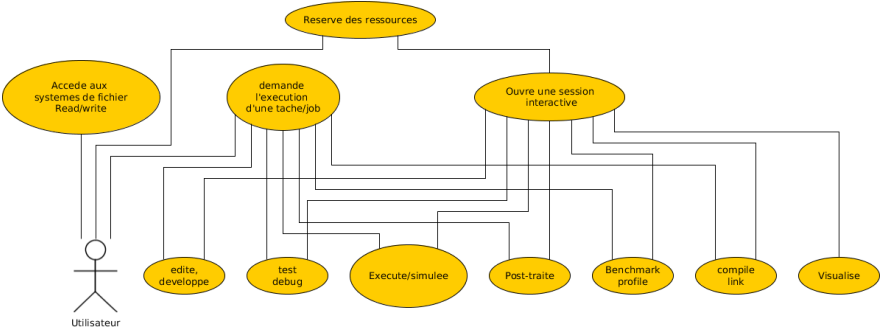 Reserve des ressources
Accede aux
systemes de fichier
Read/write
demande
l'execution
d'une tache/job
Ouvre une session
interactive
edite,
developpe
test
debug
Execute/simulee
Post-traite
Benchmark
profile
compile
link
Visualise
Utilisateur